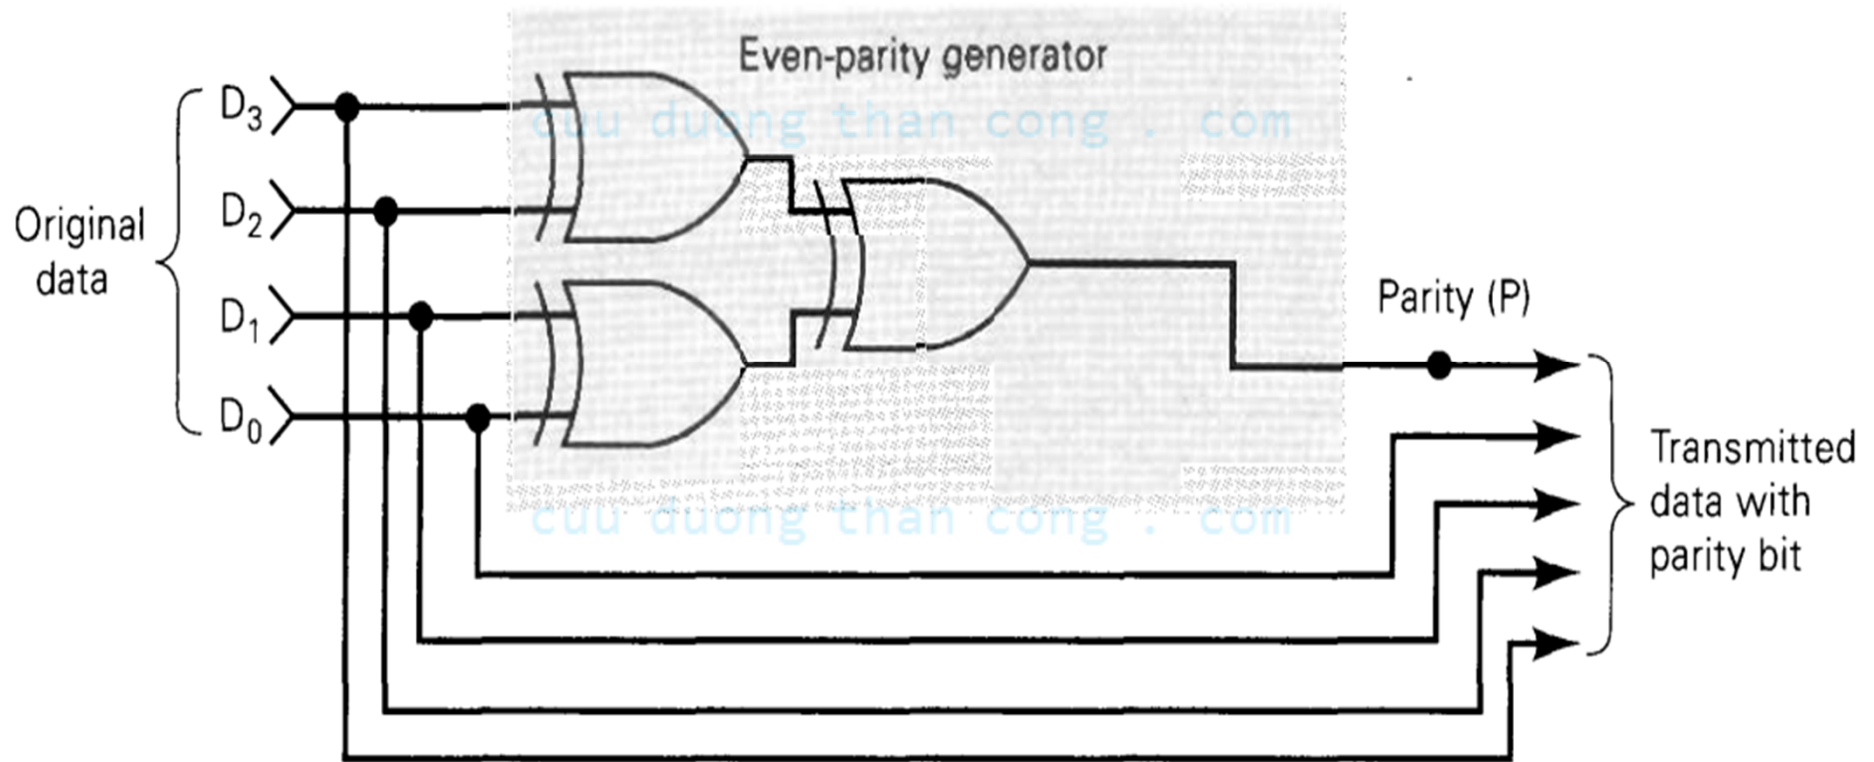 Even-parity generator
cuu duong than cong . com
D3
D2
Original
data
D1
D0
Parity (P)
Transmitted
data with
parity bit
cuu duong than cong . com